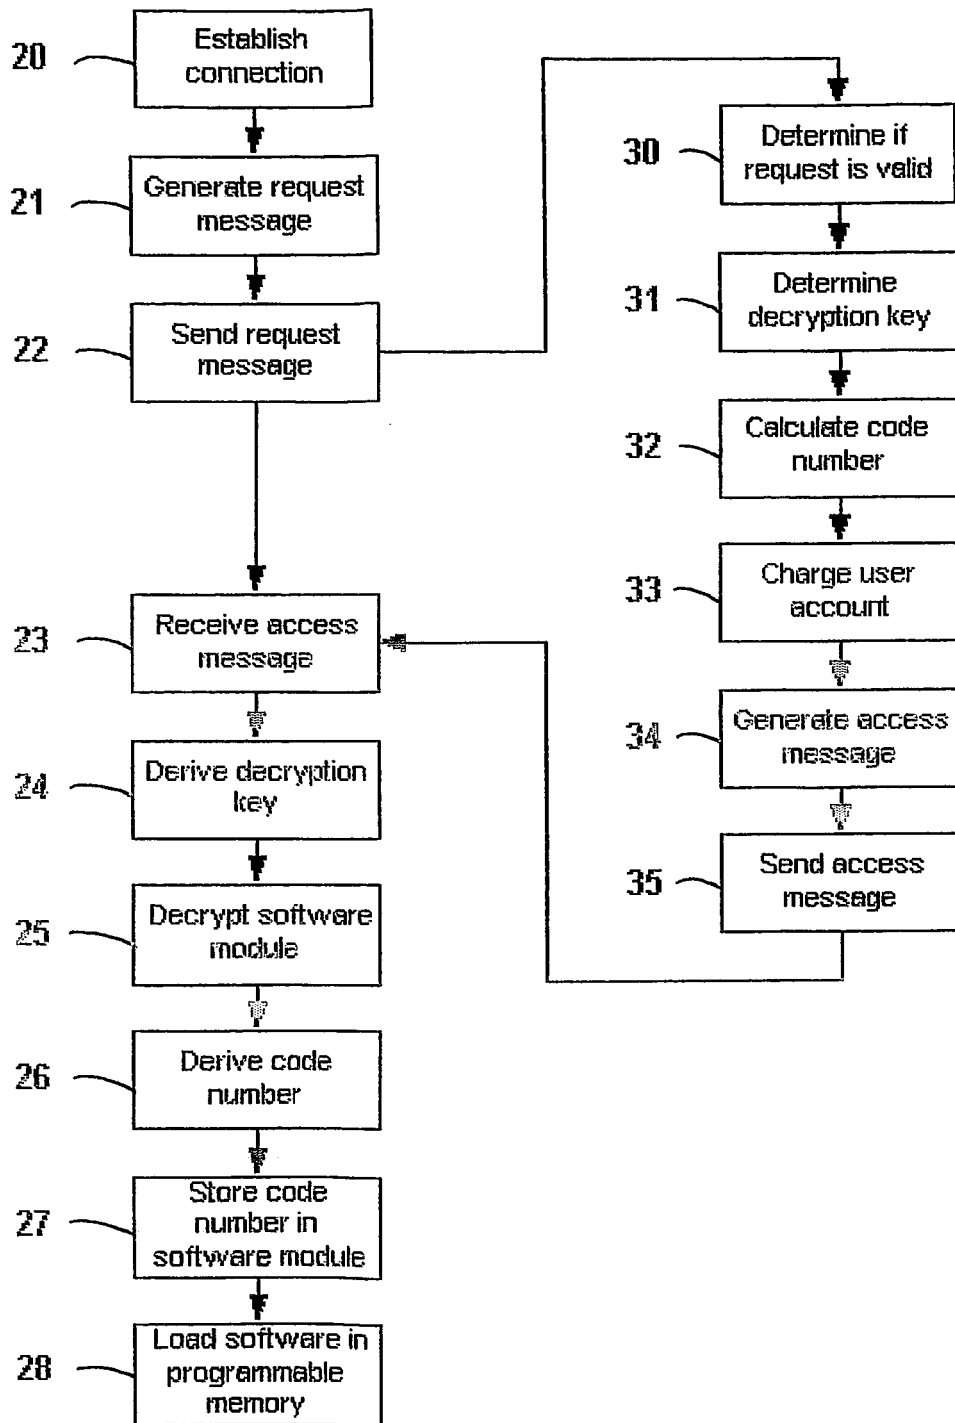 20
Establish
connection
21
Generate request
message
22
Send request
message
23
Receive access
message
24
Derive decryption
key
25
Decrypt software
module
26
Derive code
number
27
Store code
number in
software module
28
Load software in
programmable
memory
30
Determine if
request is valid
31
Determine
decryption key
32
Calculate code
number
33
Charge user
account
34
Generate access
message
35
Send access
message